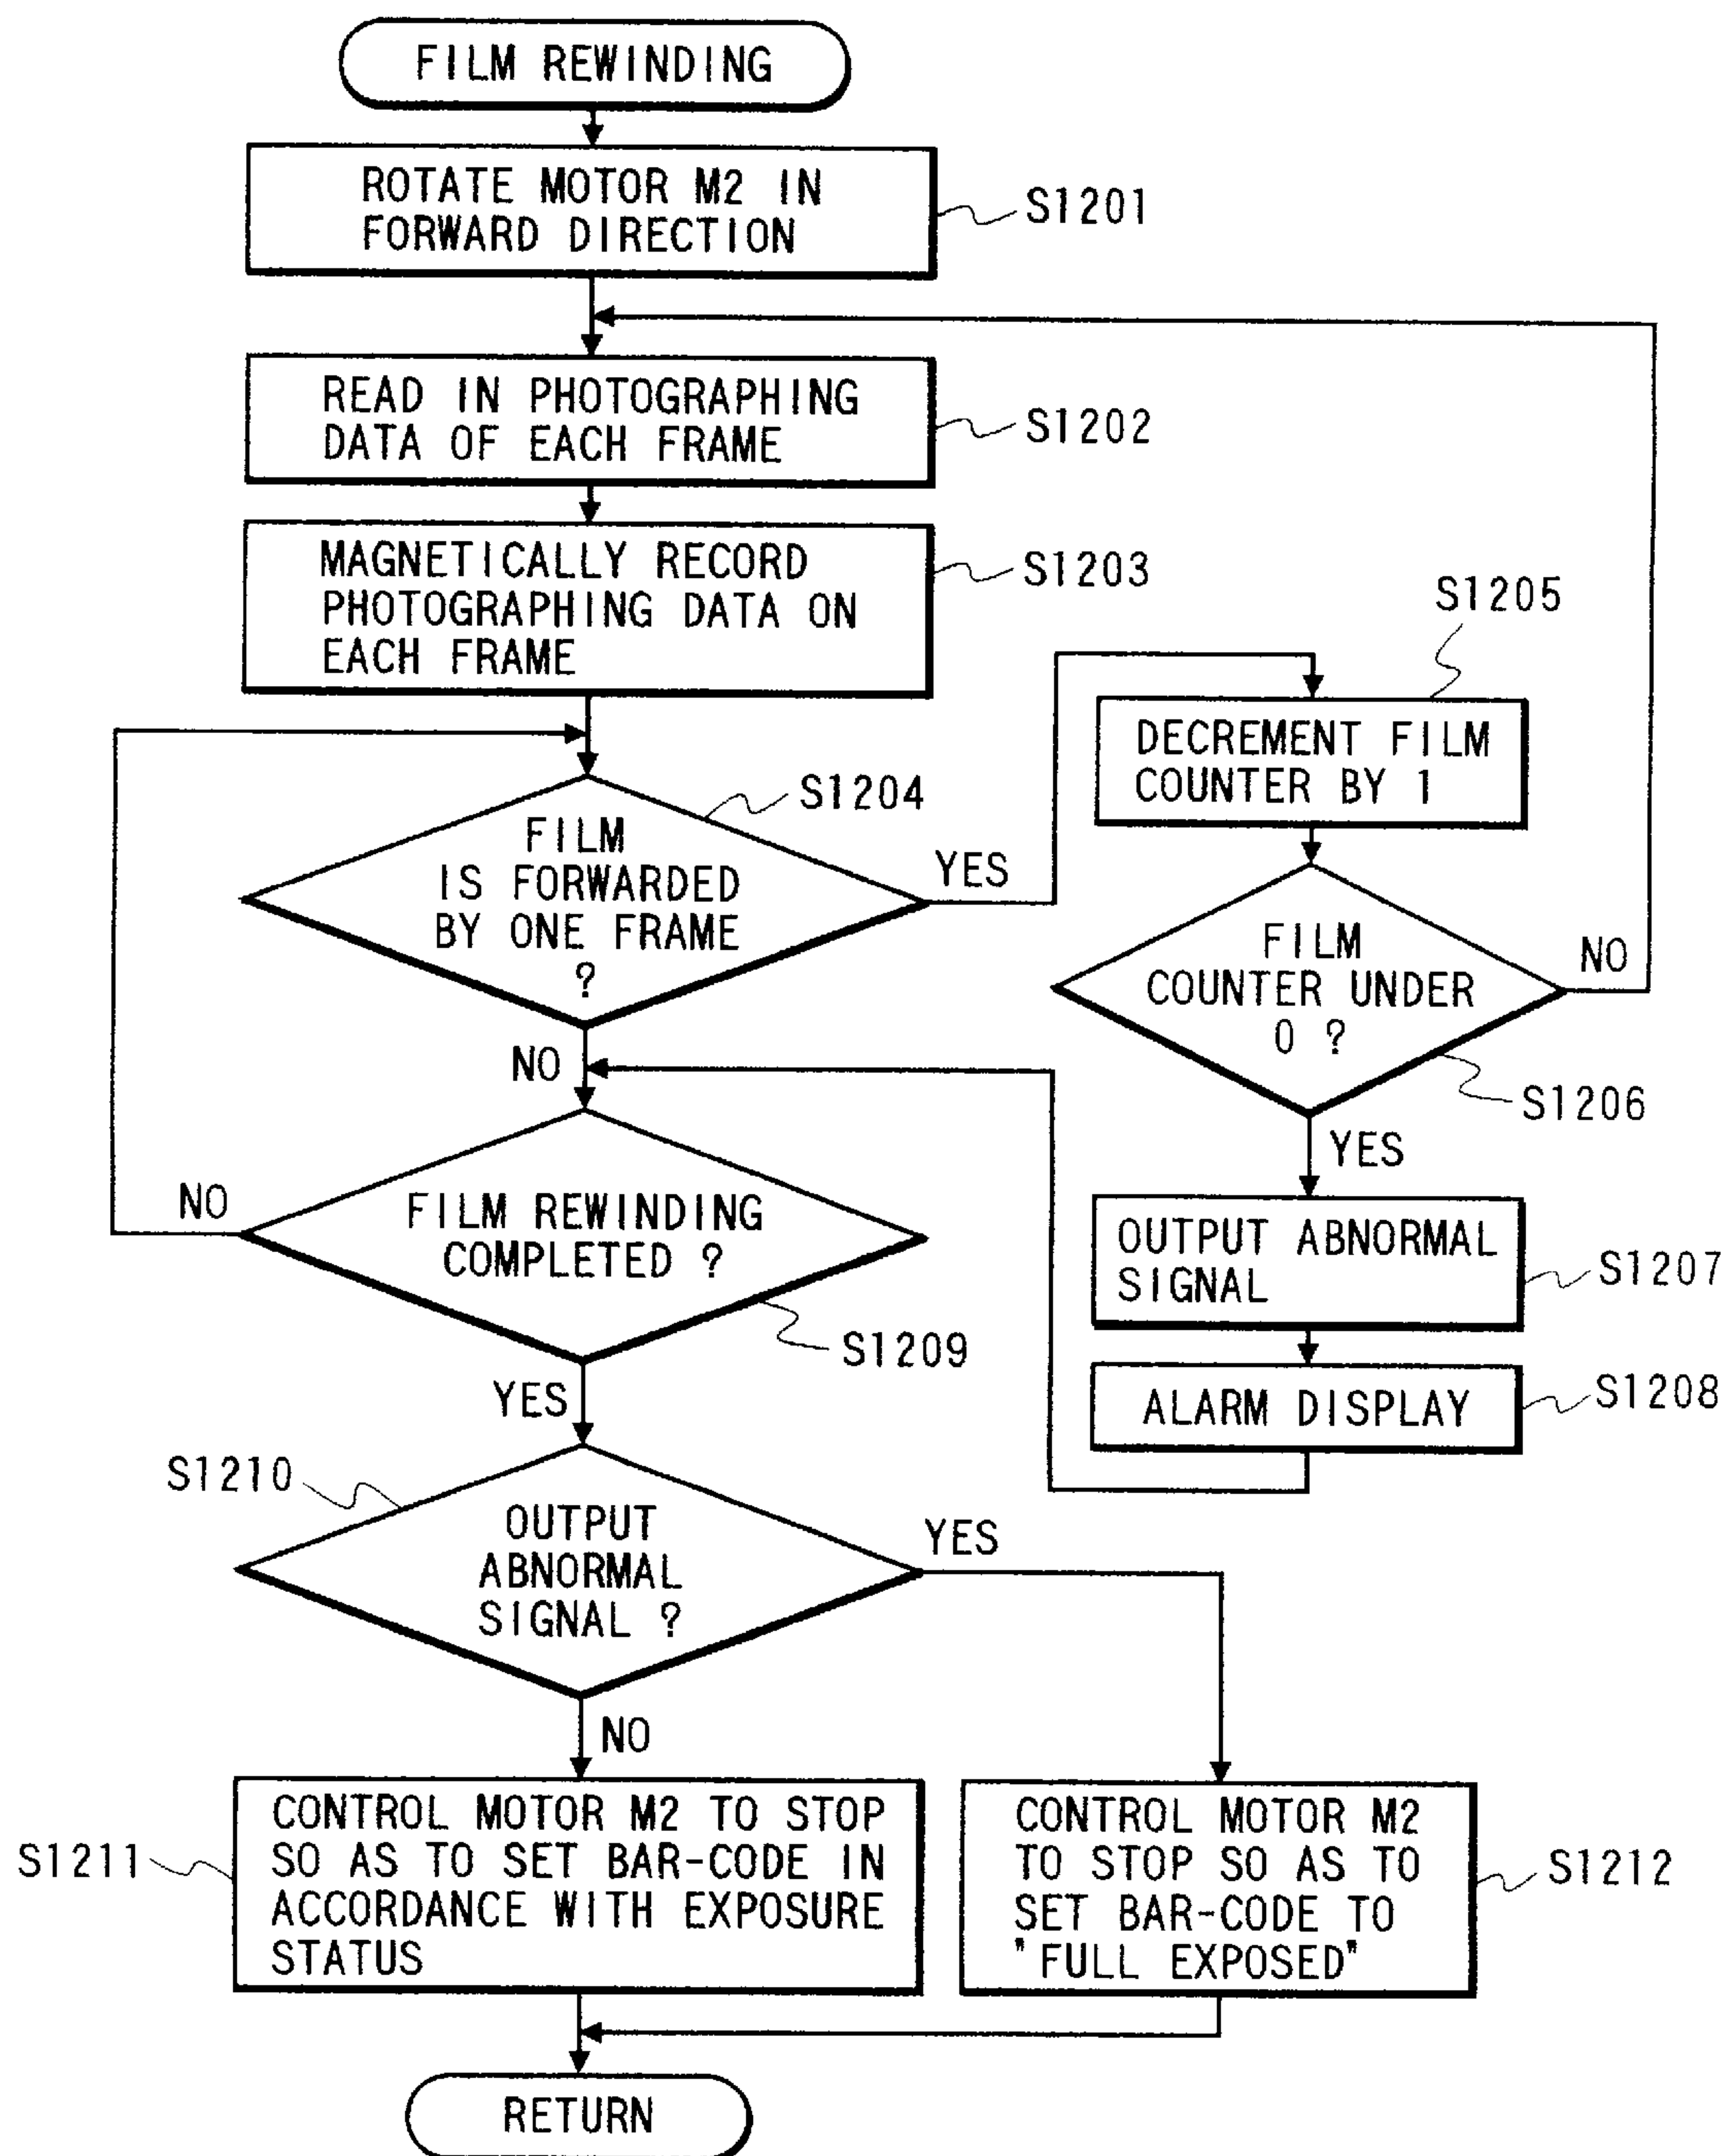 FILM REWINDING
ROTATE MOTOR M2 IN
FORWARD DIRECTION
S1201
READ IN PHOTOGRAPHING
DATA OF EACH FRAME
S1202
MAGNETICALLY RECORD
PHOTOGRAPHING DATA ON
EACH FRAME
S1203
S1204
FILM
IS FORWARDED
BY ONE FRAME
?
YES
NO
S1205
DECREMENT FILM
COUNTER BY 1
FILM
COUNTER UNDER
0 ?
NO
S1206
YES
OUTPUT ABNORMAL
SIGNAL
S1207
ALARM DISPLAY
S1208
NO
FILM REWINDING
COMPLETED ?
S1209
YES
S1210
OUTPUT
ABNORMAL
SIGNAL ?
YES
NO
S1211
CONTROL MOTOR M2 TO STOP
SO AS TO SET BAR-CODE IN
ACCORDANCE WITH EXPOSURE
STATUS
CONTROL MOTOR M2
TO STOP SO AS TO
SET BAR-CODE TO
"FULL EXPOSED"
S1212
RETURN